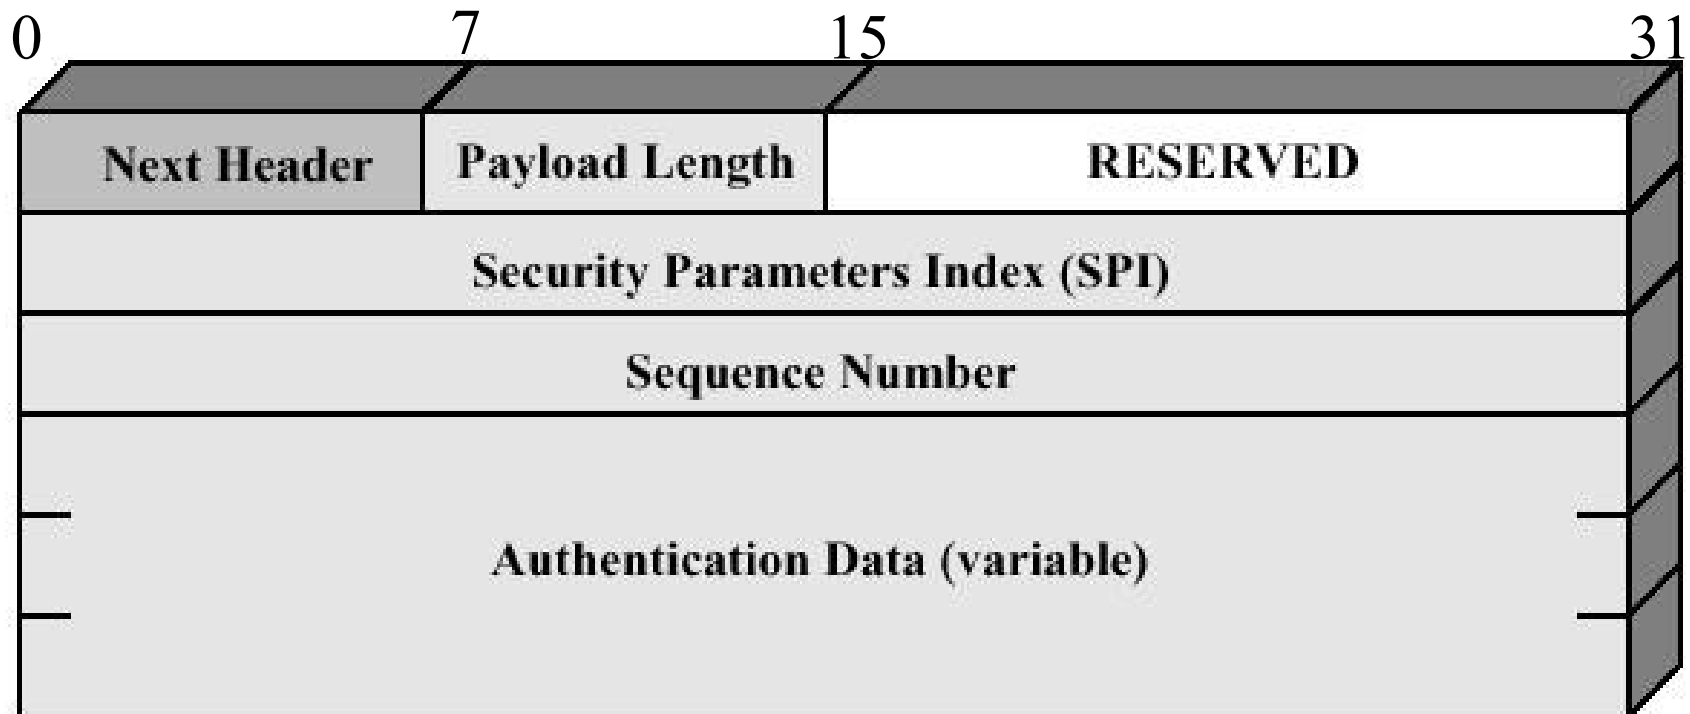 0 7 15 31
Next Header Payload Length RESERVED
Security Parameters Index (SPI)
Sequence Number
Authentication Data (variable)